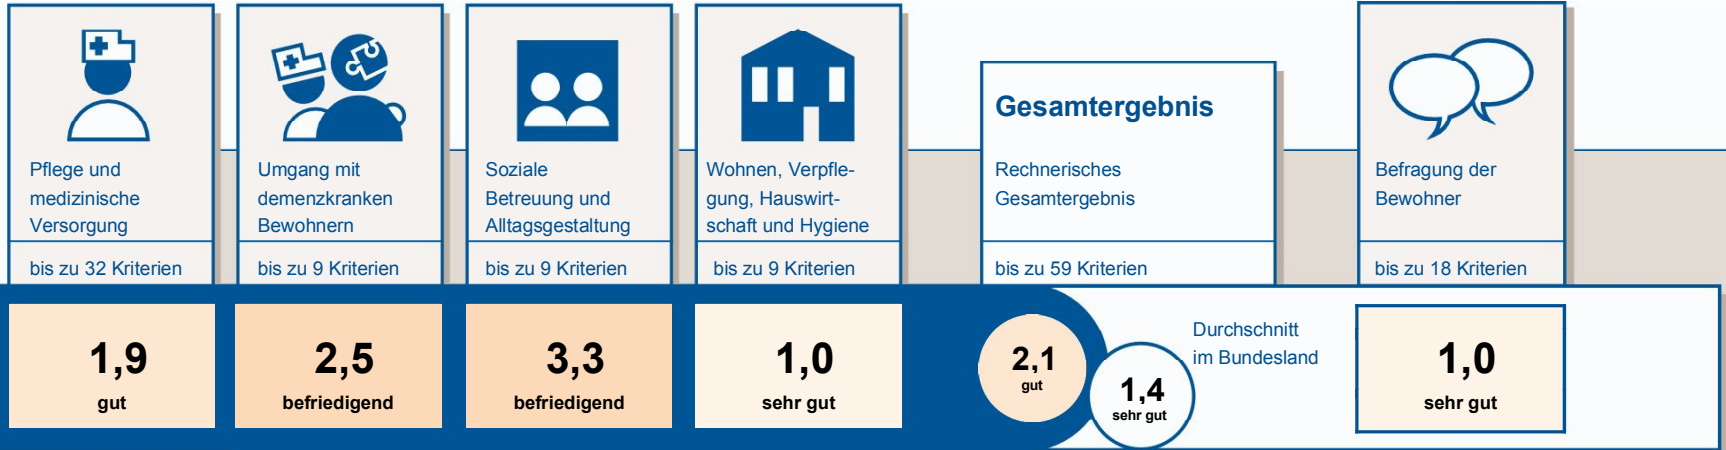 Pflege und
medizinische
Versorgung
bis zu 32 Kriterien
1,9
gut
Umgang mit
demenzkranken
Bewohnern
bis zu 9 Kriterien
2,5
befriedigend
Soziale
Betreuung und
Alltagsgestaltung
bis zu 9 Kriterien
3,3
befriedigend
Wohnen, Verpfle-
gung, Hauswirt-
schaft und Hygiene
bis zu 9 Kriterien
1,0
sehr gut
Gesamtergebnis
Rechnerisches
Gesamtergebnis
bis zu 59 Kriterien
2,1
gut
Durchschnitt
im Bundesland
1,4
sehr gut
Befragung der
Bewohner
bis zu 18 Kriterien
1,0
sehr gut